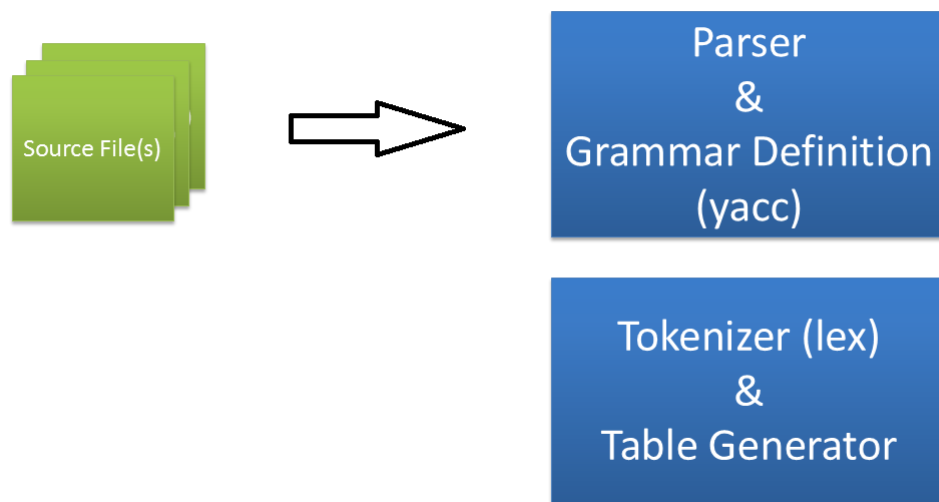 Source File(s)
Parser
&
Grammar Definition
(yacc)
Tokenizer (lex)
&
Table Generator